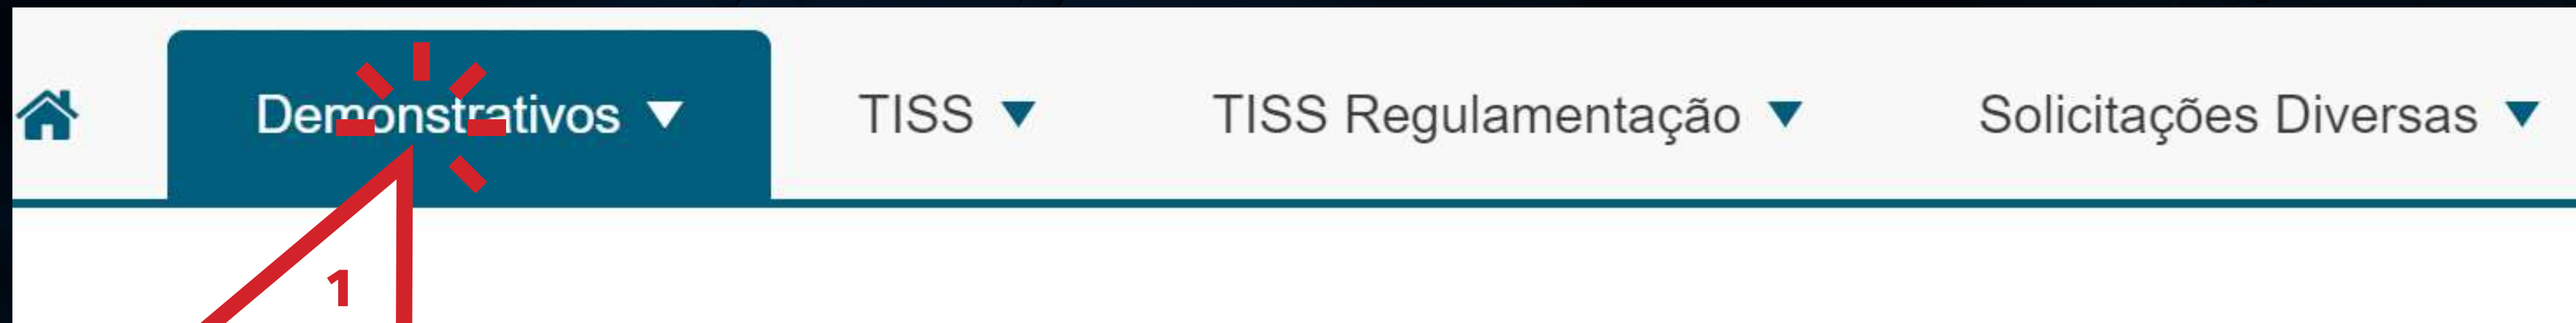 Demonstrativos ▼ TISS ▼ TISS Regulamentação ▼ Solicitações Diversas ▼
1